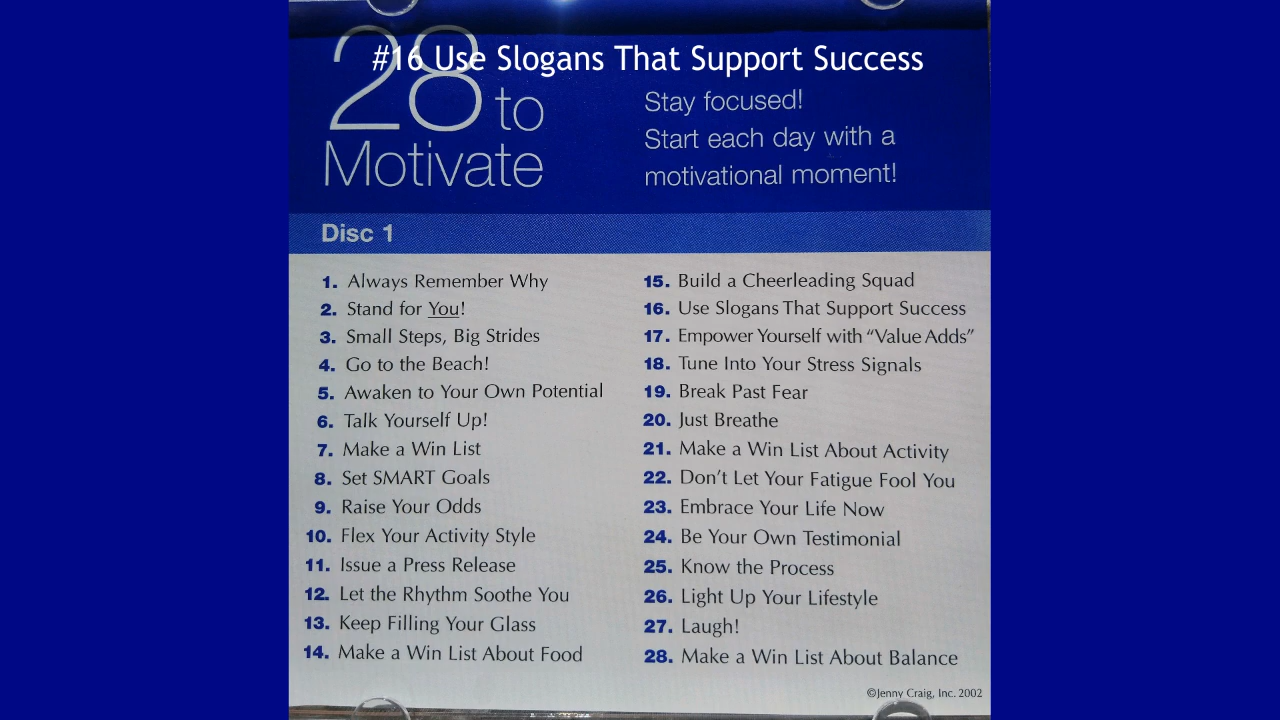 #16 Use Slogans That Support Success
28 to
Motivate
Stay focused!
Start each day with a
motivational moment!
Disc 1
1. Always Remember Why
2. Stand for You!
3. Small Steps, Big Strides
4. Go to the Beach!
5. Awaken to Your Own Potential
6. Talk Yourself Up!
7. Make a Win List
8. Set SMART Goals
9. Raise Your Odds
10. Flex Your Activity Style
11. Issue a Press Release
12. Let the Rhythm Soothe You
13. Keep Filling Your Glass
14. Make a Win List About Food
15. Build a Cheerleading Squad
16. Use Slogans That Support Success
17. Empower Yourself with “Value Adds”
18. Tune Into Your Stress Signals
19. Break Past Fear
20. Just Breathe
21. Make a Win List About Activity
22. Don’t Let Your Fatigue Fool You
23. Embrace Your Life Now
24. Be Your Own Testimonial
25. Know the Process
26. Light Up Your Lifestyle
27. Laugh!
28. Make a Win List About Balance
©Jenny Craig, Inc. 2002